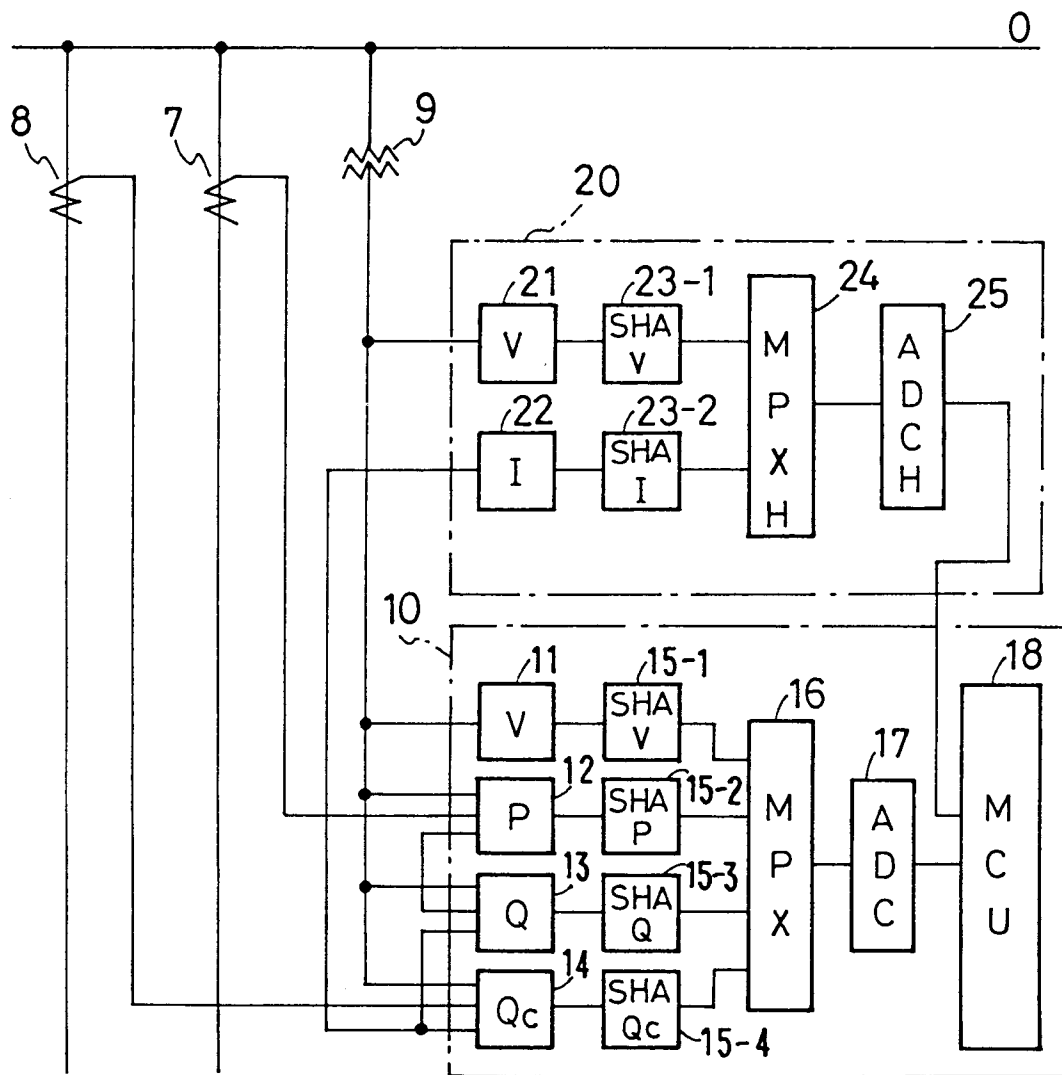 0
8
7
9
20
21
23-1
24
25
V
SHA V
M P X H
A D C H
22
23-2
I
SHA I
10
11
15-1
16
17
18
V
SHA V
M P X
A D C
M C U
12
15-2
P
SHA P
13
15-3
Q
SHA Q
14
Qc
SHA Qc
15-4